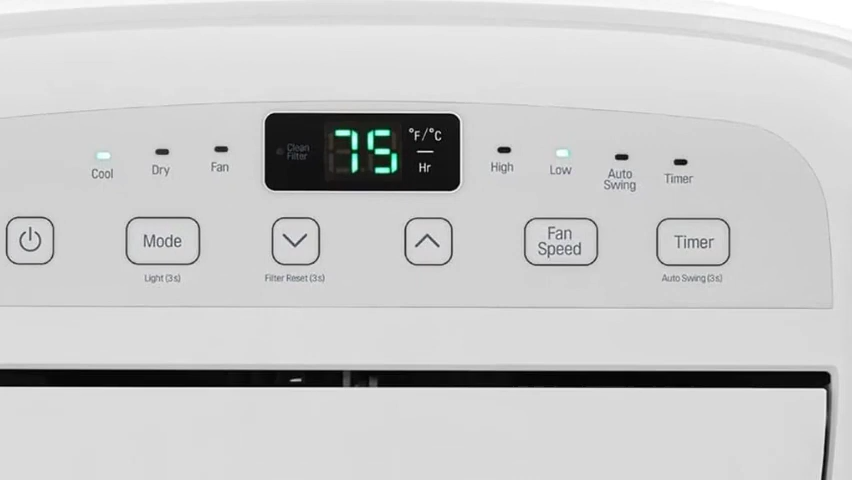 Clean
Filter
75
°F/°C
Hr
Cool
Dry
Fan
High
Low
Auto
Swing
Timer
Mode
Light (3s)
Filter Reset (3s)
Fan
Speed
Timer
Auto Swing (3s)